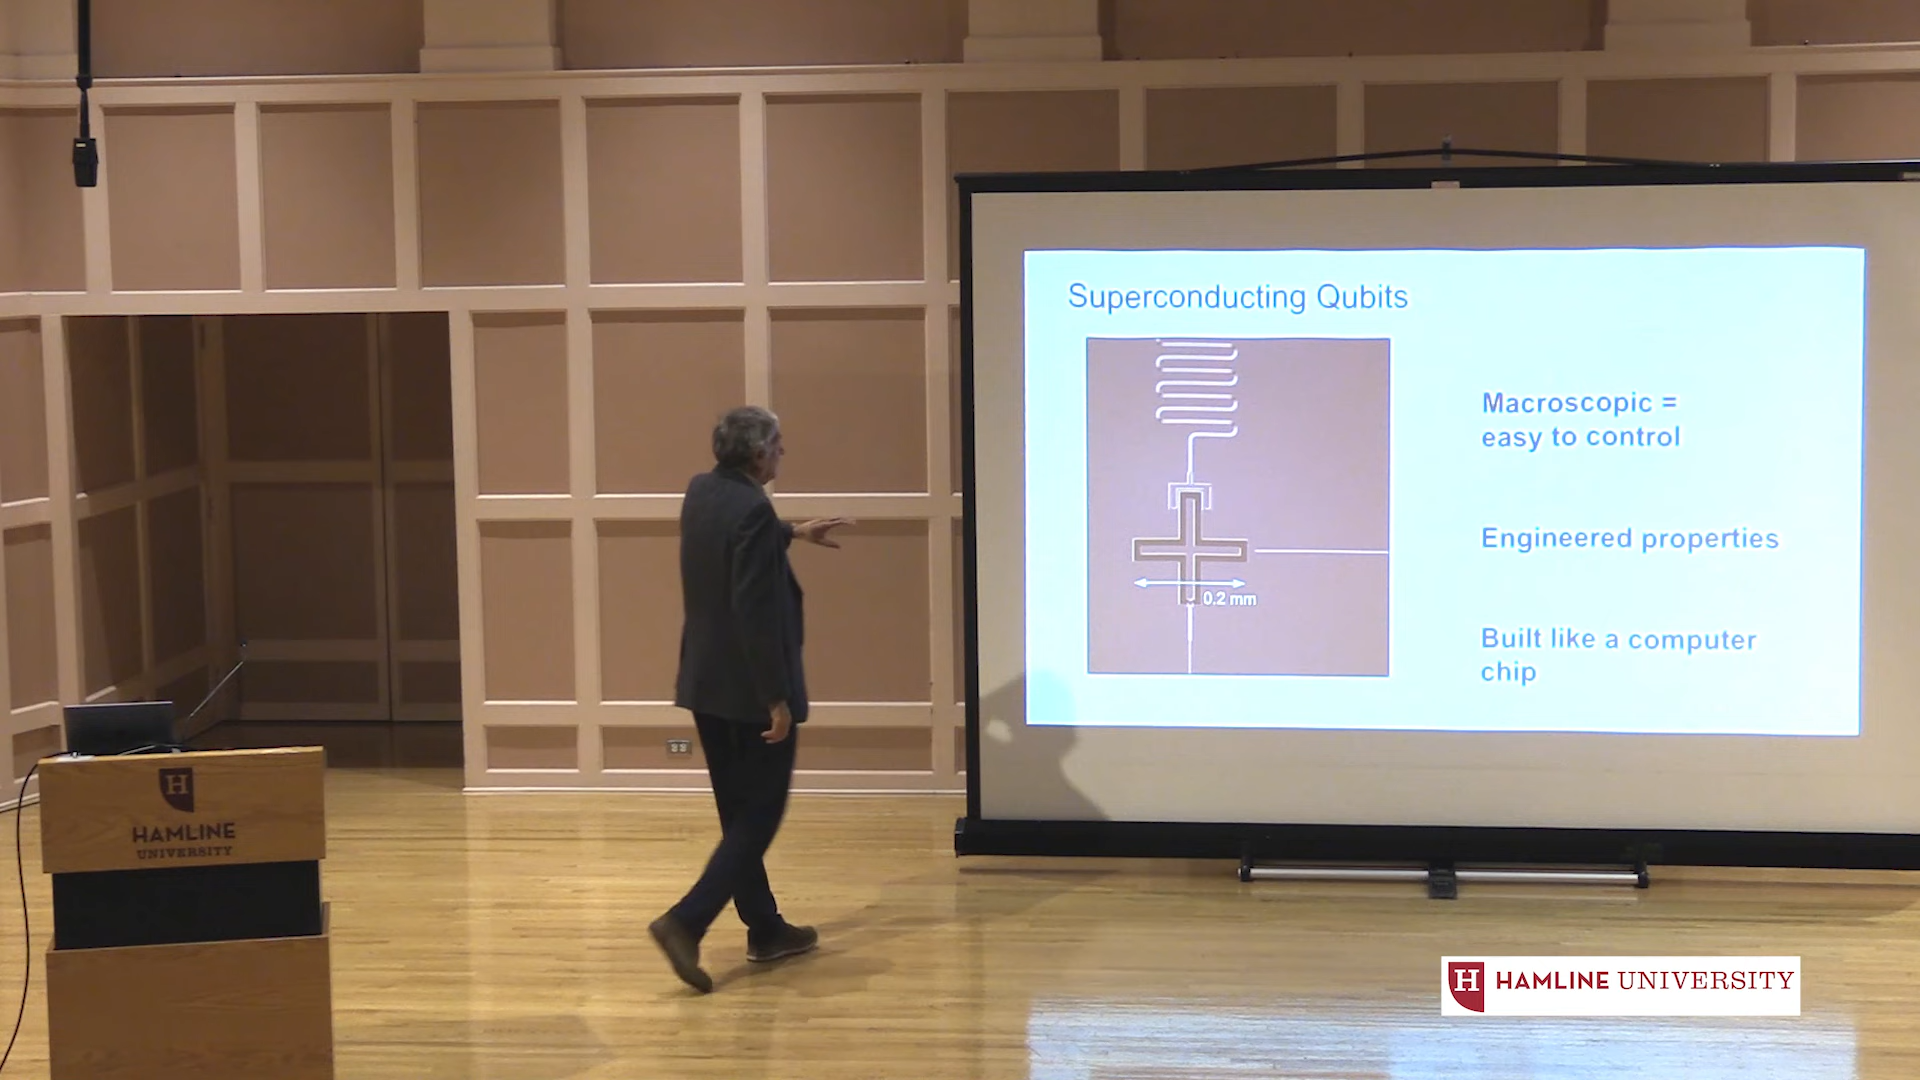 Superconducting Qubits
Macroscopic =
easy to control
Engineered properties
0.2 mm
Built like a computer
chip
H
HAMLINE
UNIVERSITY
H HAMLINE UNIVERSITY